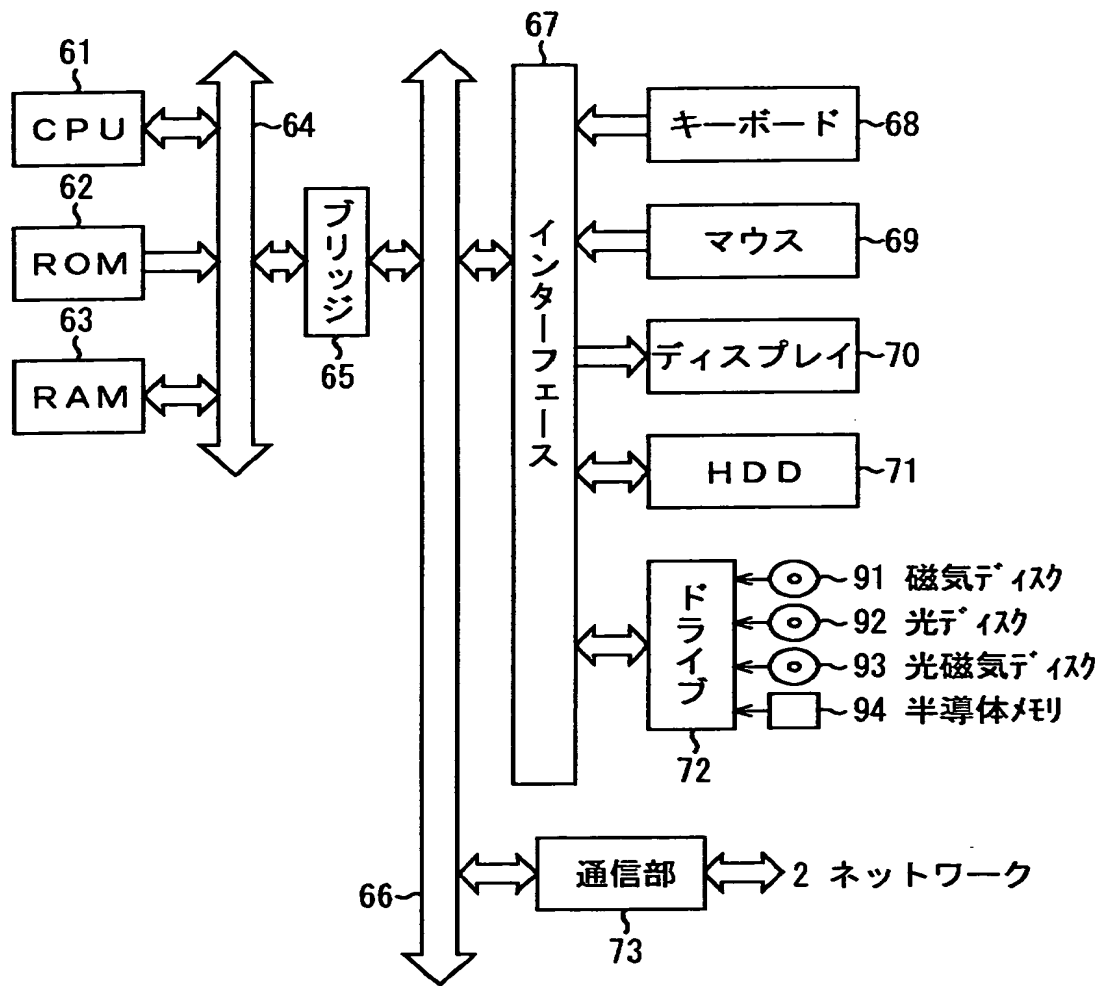 61
CPU
62
ROM
63
RAM
64
ブリッジ
65
66
67
インターフェース
キーボード 68
マウス 69
ディスプレイ 70
HDD 71
ドライブ
72
91 磁気ディスク
92 光ディスク
93 光磁気ディスク
94 半導体メモリ
通信部
73
2 ネットワーク